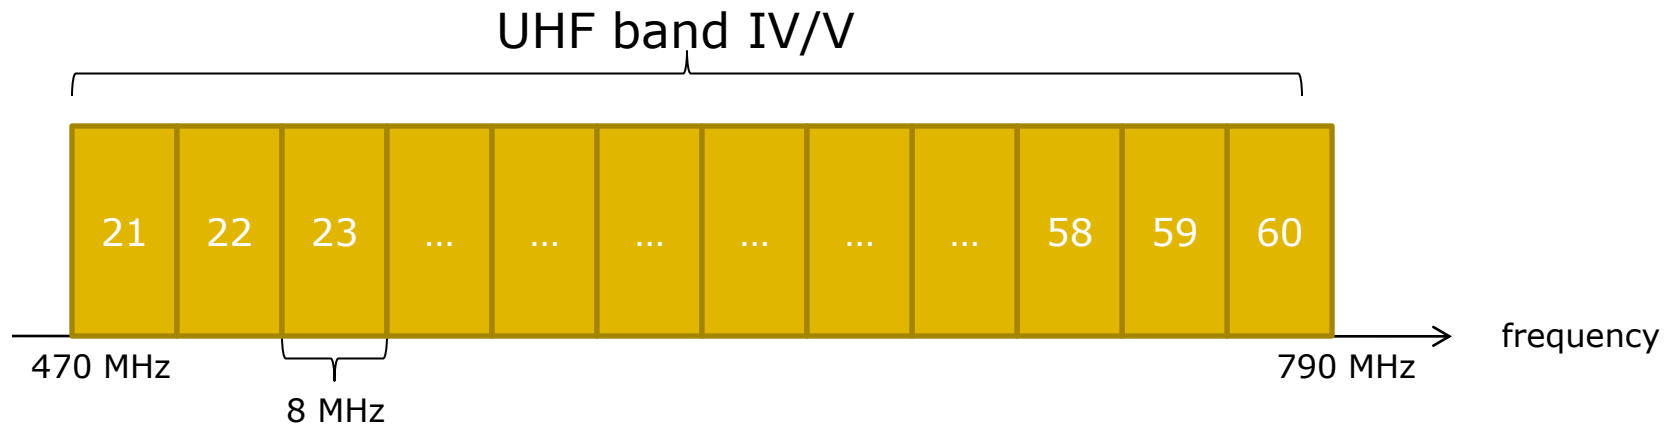 UHF band IV/V
21 22 23 ... ... ... ... ... ... 58 59 60
frequency
470 MHz 790 MHz
8 MHz